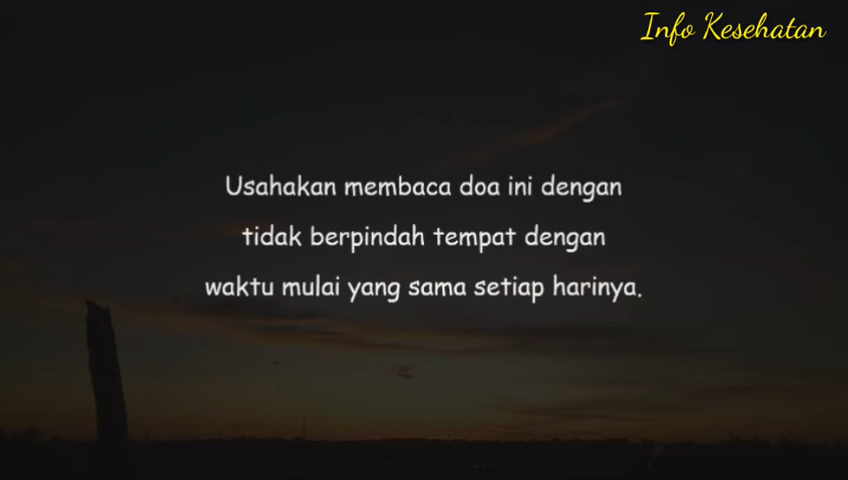 Info Kesehatan
Usahakan membaca doa ini dengan
tidak berpindah tempat dengan
waktu mulai yang sama setiap harinya.